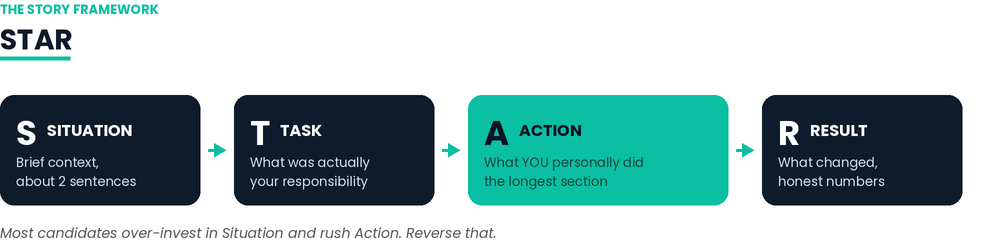 THE STORY FRAMEWORK
STAR
S SITUATION
Brief context,
about 2 sentences
T TASK
What was actually
your responsibility
A ACTION
What YOU personally did
the longest section
R RESULT
What changed,
honest numbers
Most candidates over-invest in Situation and rush Action. Reverse that.